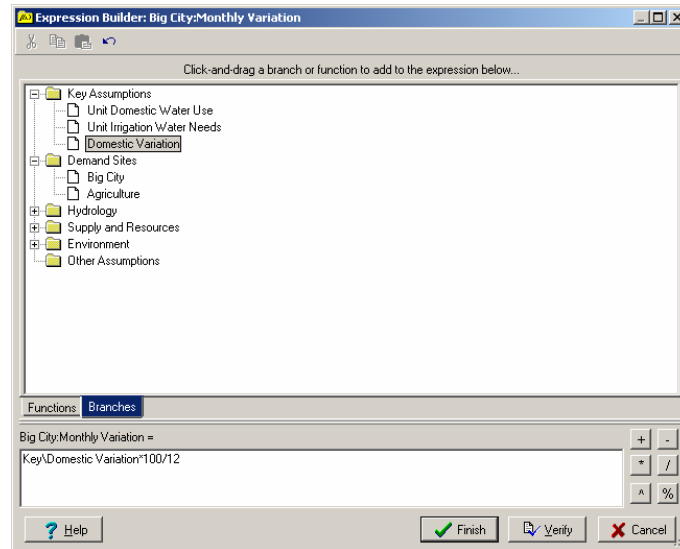 Expression Builder: Big City:Monthly Variation
Click-and-drag a branch or function to add to the expression below...
Key Assumptions
Unit Domestic Water Use
Unit Irrigation Water Needs
Domestic Variation
Demand Sites
Big City
Agriculture
Hydrology
Supply and Resources
Environment
Other Assumptions
Functions Branches
Big City:Monthly Variation =
+ -
Key\Domestic Variation*100/12
* /
^ %
? Help Finish Verify Cancel